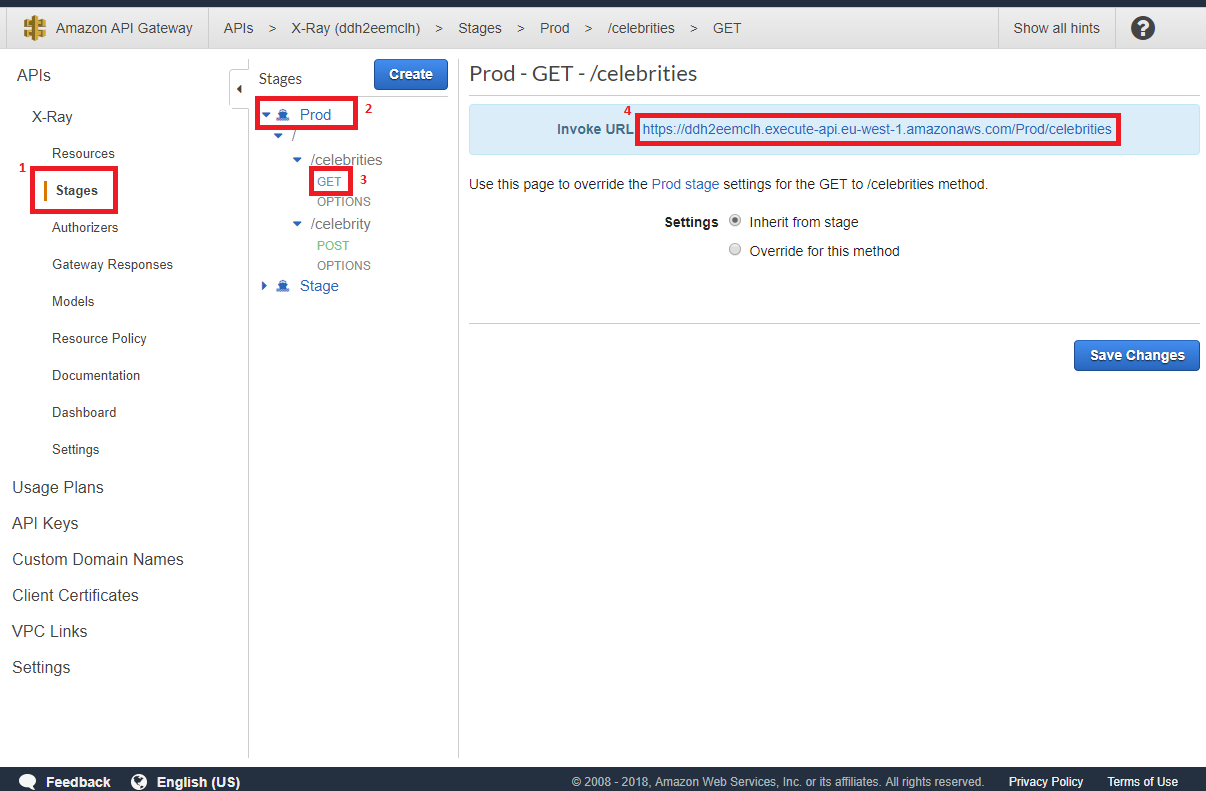 Amazon API Gateway
APIs > X-Ray (ddh2eemclh) > Stages > Prod > /celebrities > GET
Show all hints
?
APIs
X-Ray
Resources
1
Stages
Authorizers
Gateway Responses
Models
Resource Policy
Documentation
Dashboard
Settings
Usage Plans
API Keys
Custom Domain Names
Client Certificates
VPC Links
Settings
Stages
Create
Prod
2
/
/celebrities
GET
3
OPTIONS
/celebrity
POST
OPTIONS
Stage
Prod - GET - /celebrities
4
Invoke URL https://ddh2eemclh.execute-api.eu-west-1.amazonaws.com/Prod/celebrities
Use this page to override the Prod stage settings for the GET to /celebrities method.
Settings Inherit from stage
Override for this method
Save Changes
Feedback
English (US)
© 2008 - 2018, Amazon Web Services, Inc. or its affiliates. All rights reserved.
Privacy Policy
Terms of Use